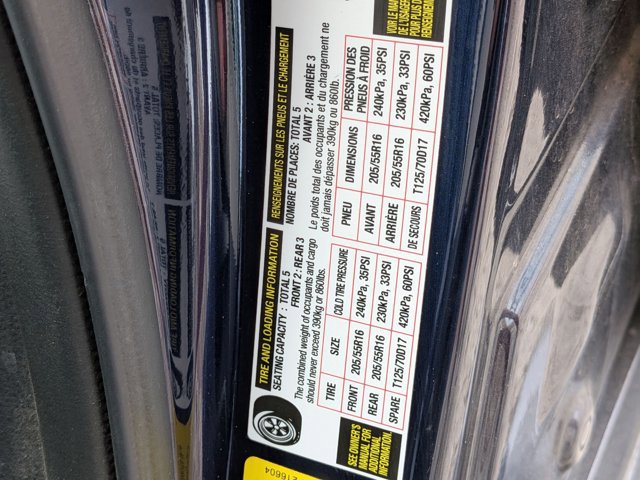 TIRE AND LOADING INFORMATION
SEATING CAPACITY : TOTAL 5
FRONT 2 : REAR 3
The combined weight of occupants and cargo
should never exceed 390kg or 860lbs.
TIRE SIZE COLD TIRE PRESSURE
FRONT 205/55R16 240kPa, 35PSI
REAR 205/55R16 230kPa, 33PSI
SPARE T125/70D17 420kPa, 60PSI
SEE OWNER'S
MANUAL FOR
ADDITIONAL
INFORMATION
RENSEIGNEMENTS SUR LES PNEUS ET LE CHARGEMENT
NOMBRE DE PLACES: TOTAL 5
AVANT 2 : ARRIÈRE 3
Le poids total des occupants et du chargement ne
doit jamais dépasser 390kg ou 860lb.
PNEU DIMENSIONS PRESSION DES
PNEUS À FROID
AVANT 205/55R16 240kPa, 35PSI
ARRIÈRE 205/55R16 230kPa, 33PSI
DE SECOURS T125/70D17 420kPa, 60PSI
VOIR LE
DE L'USAGER
POUR PLUS DE
RENSEIGNEMENTS
216604